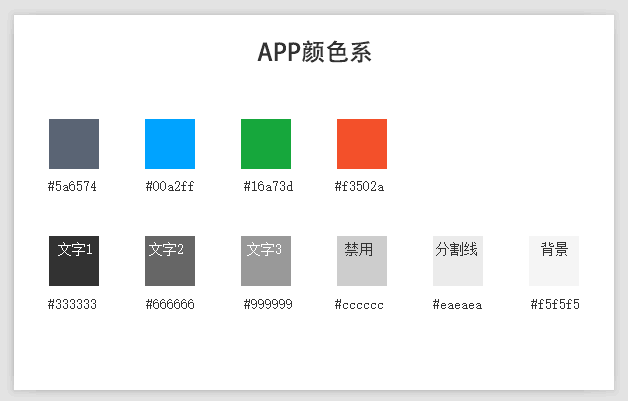 APP颜色系
#5a6574 #00a2ff #16a73d #f3502a
文字1 文字2 文字3 禁用 分割线 背景
#333333 #666666 #999999 #cccccc #eaeaea #f5f5f5